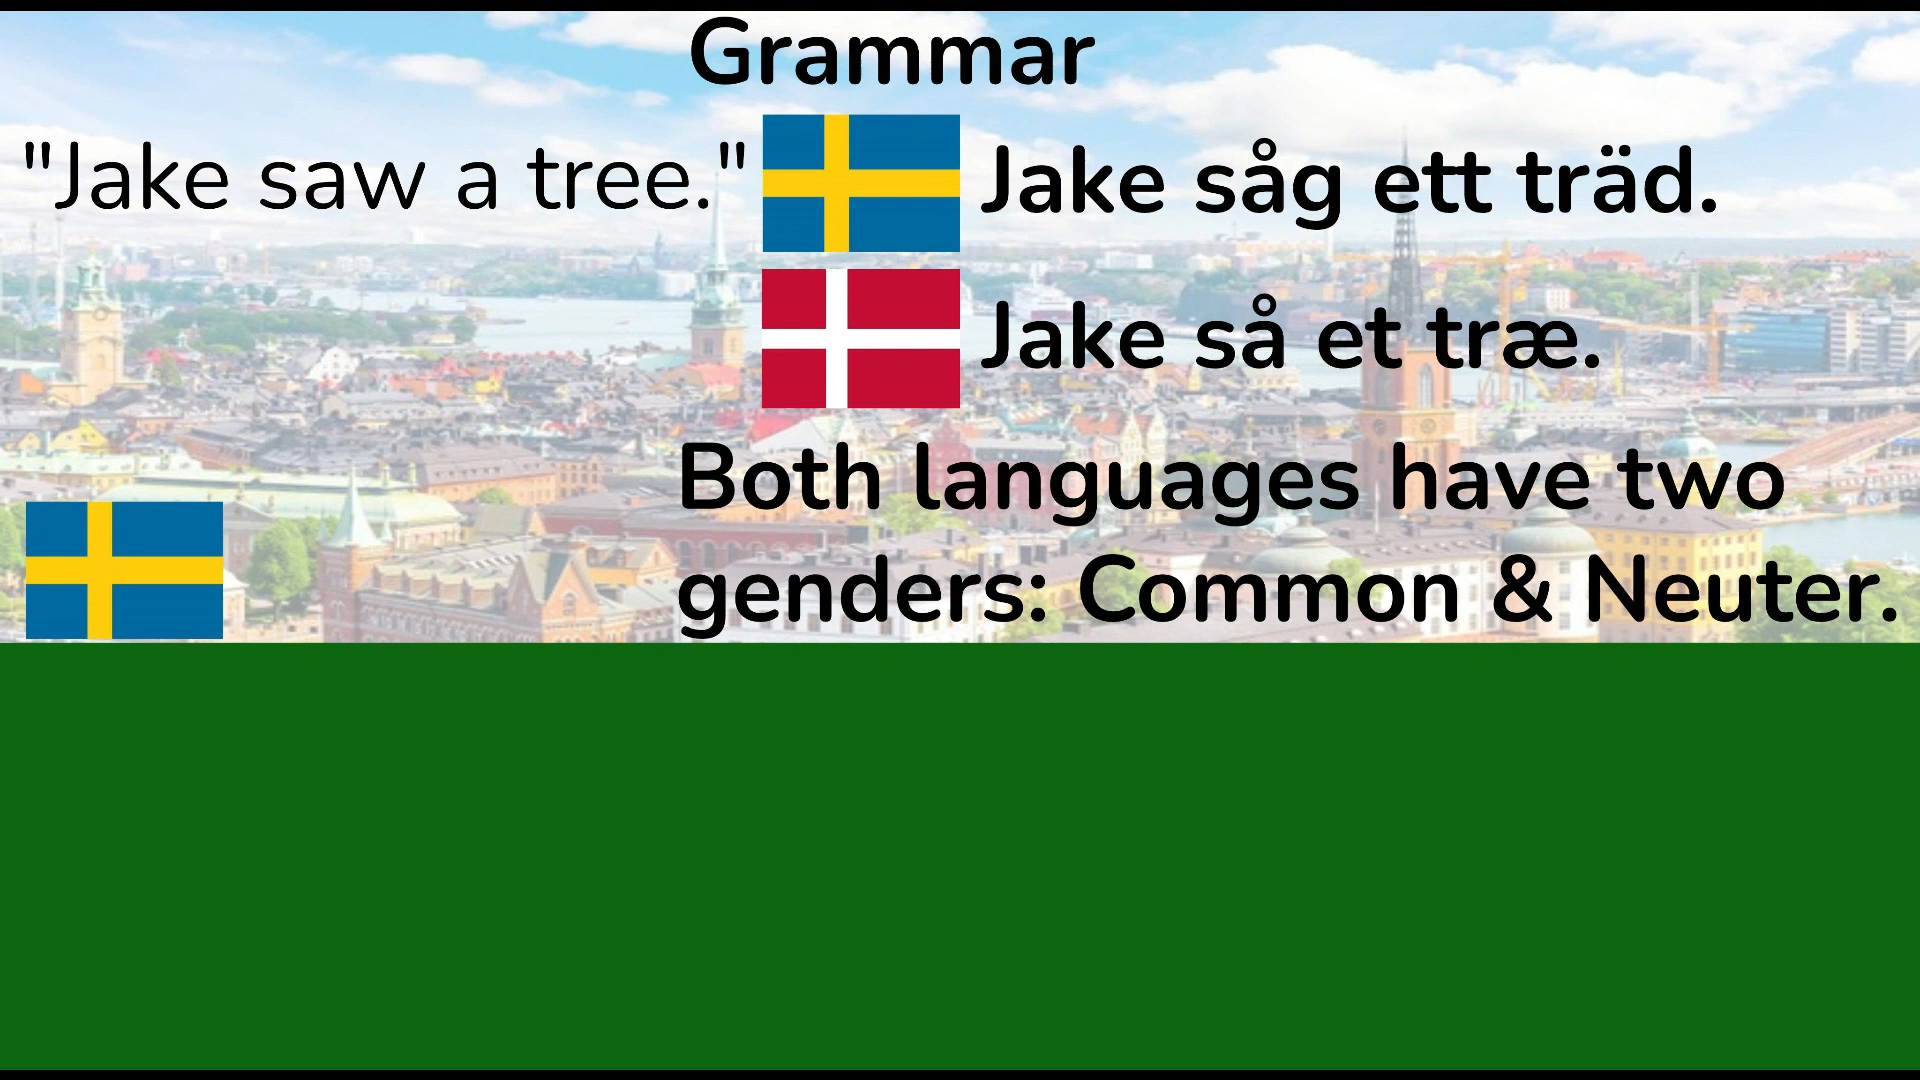 Grammar
"Jake saw a tree." Jake såg ett träd.
Jake så et træ.
Both languages have two
genders: Common & Neuter.